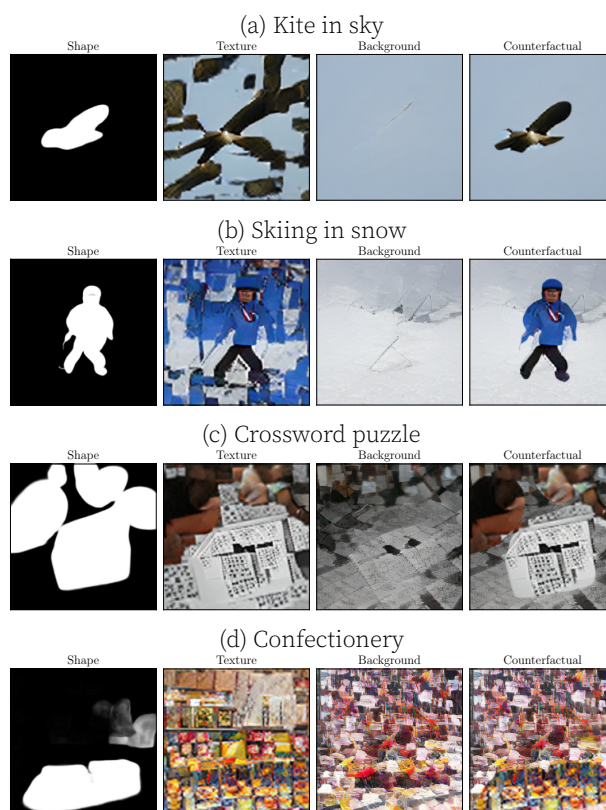 (a) Kite in sky
Shape Texture Background Counterfactual
(b) Skiing in snow
Shape Texture Background Counterfactual
(c) Crossword puzzle
Shape Texture Background Counterfactual
(d) Confectionery
Shape Texture Background Counterfactual